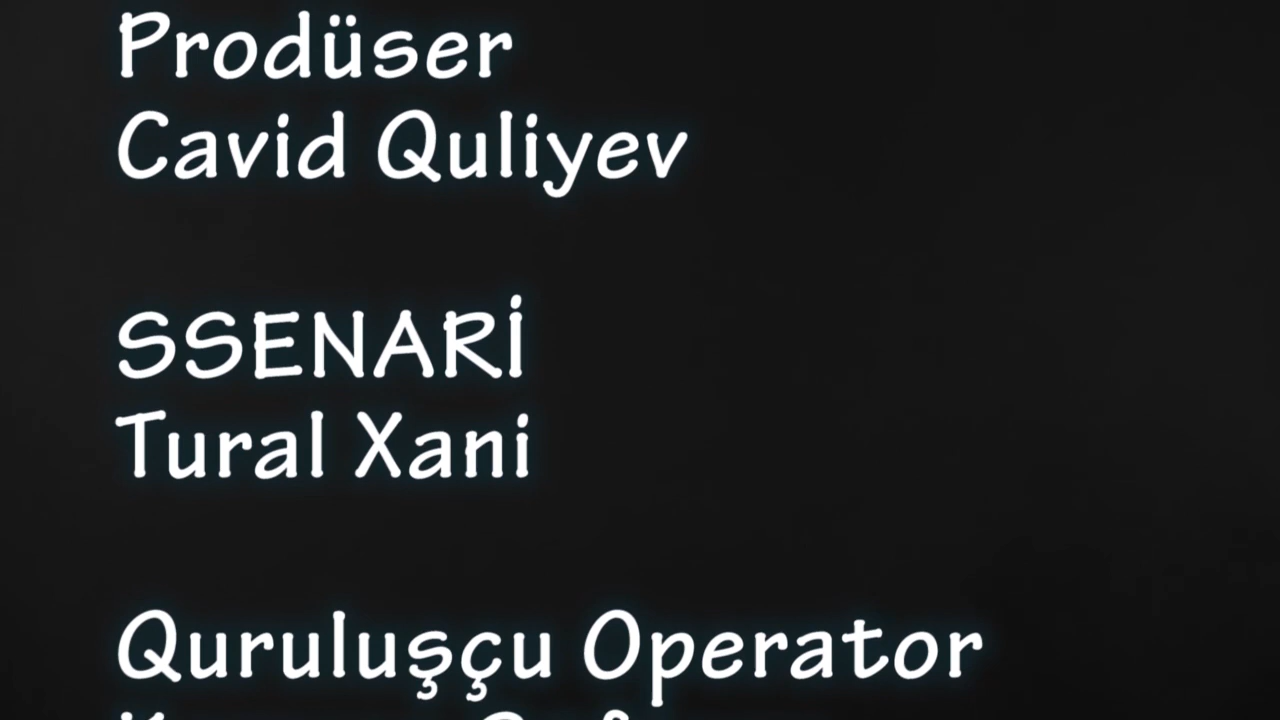 Prodüser
Cavid Quliyev
SSENARİ
Tural Xani
Quruluşçu Operator